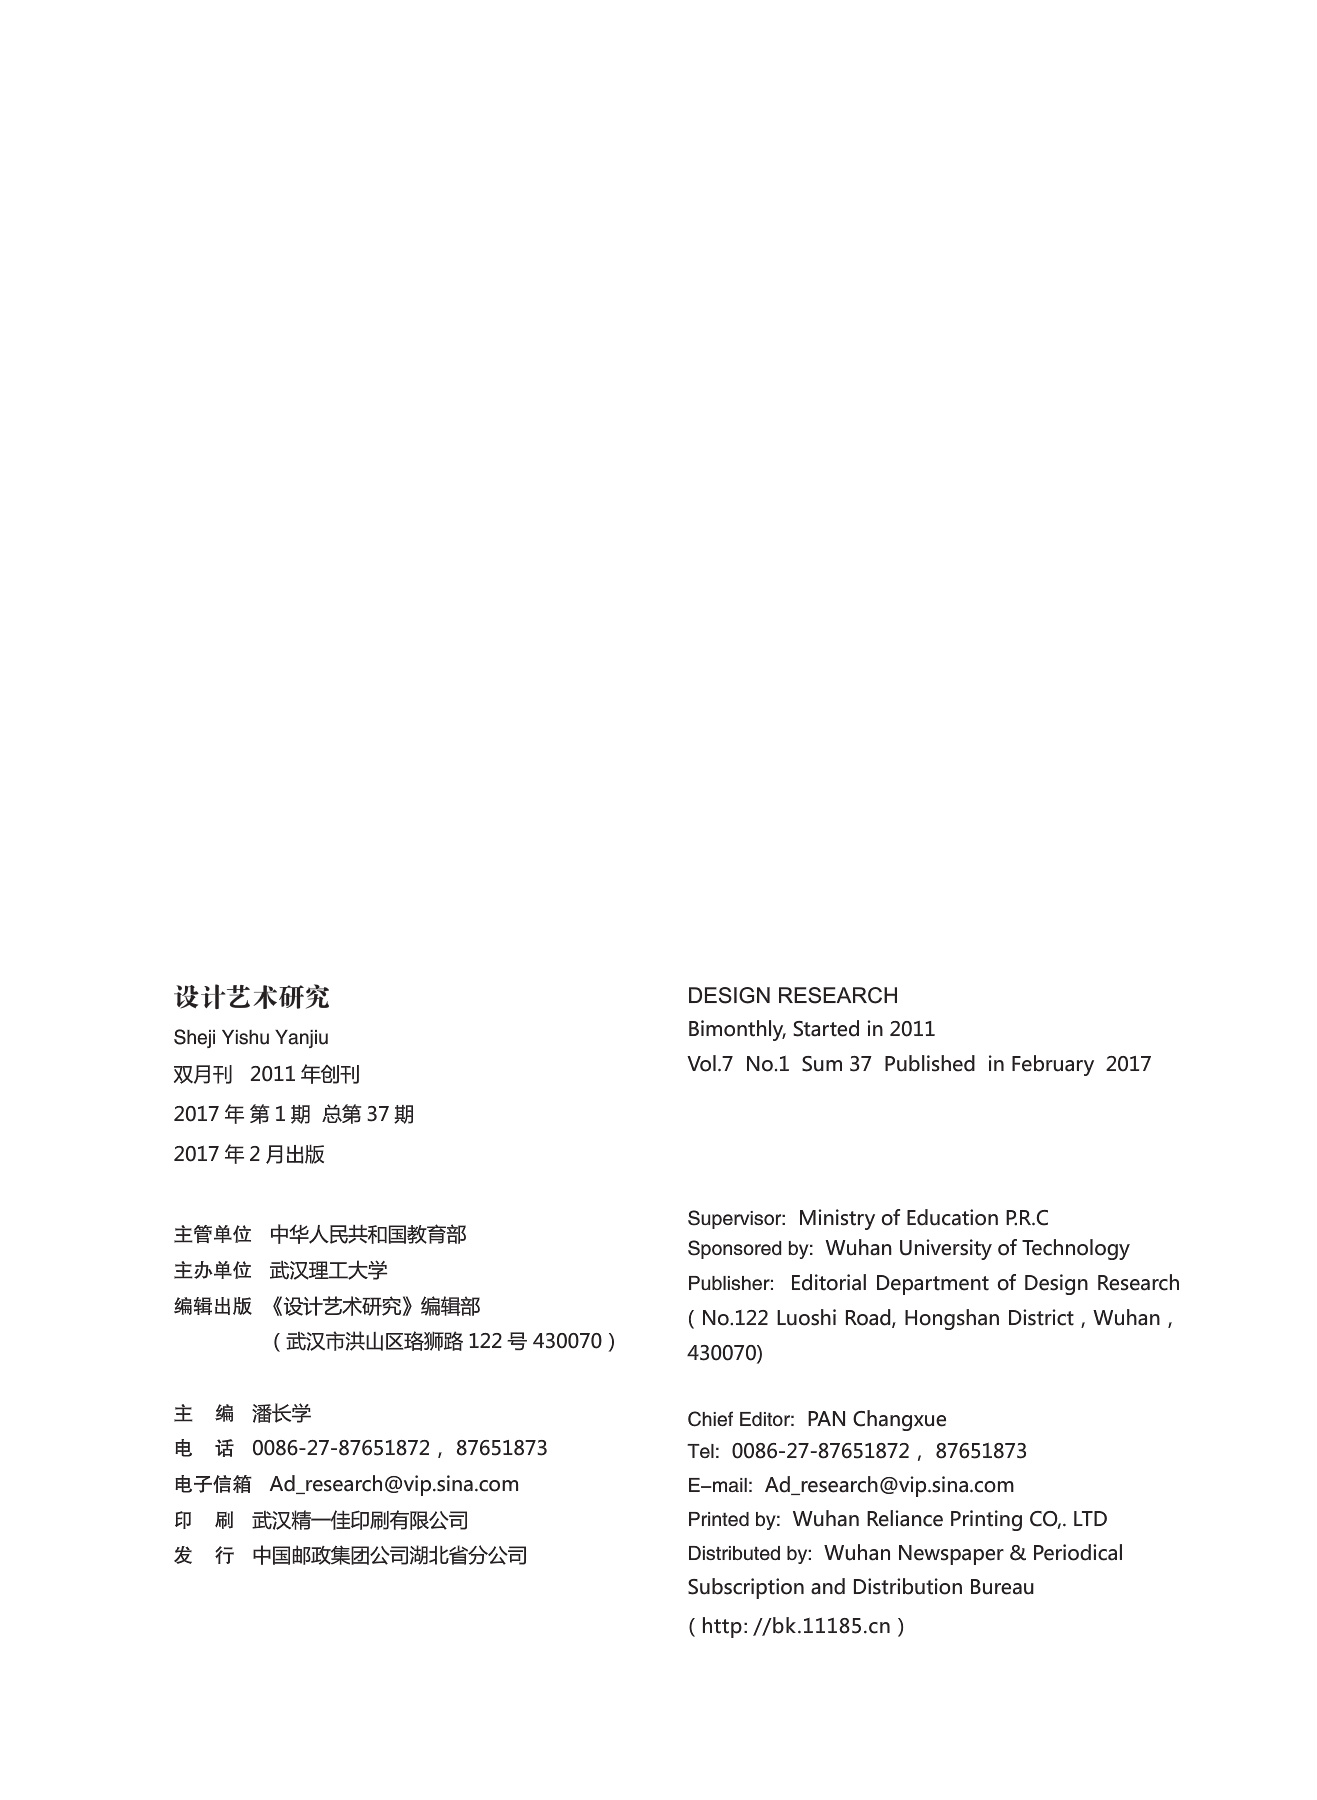 设计艺术研究
Sheji Yishu Yanjiu
双月刊 2011 年创刊
2017 年 第 1 期 总第 37 期
2017 年 2 月出版
主管单位 中华人民共和国教育部
主办单位 武汉理工大学
编辑出版 《设计艺术研究》编辑部
( 武汉市洪山区珞狮路 122 号 430070 )
主 编 潘长学
电 话 0086-27-87651872 , 87651873
电子信箱 Ad_research@vip.sina.com
印 刷 武汉精一佳印刷有限公司
发 行 中国邮政集团公司湖北省分公司
DESIGN RESEARCH
Bimonthly, Started in 2011
Vol.7 No.1 Sum 37 Published in February 2017
Supervisor: Ministry of Education P.R.C
Sponsored by: Wuhan University of Technology
Publisher: Editorial Department of Design Research
( No.122 Luoshi Road, Hongshan District , Wuhan ,
430070)
Chief Editor: PAN Changxue
Tel: 0086-27-87651872 , 87651873
E-mail: Ad_research@vip.sina.com
Printed by: Wuhan Reliance Printing CO,. LTD
Distributed by: Wuhan Newspaper & Periodical
Subscription and Distribution Bureau
( http: //bk.11185.cn )